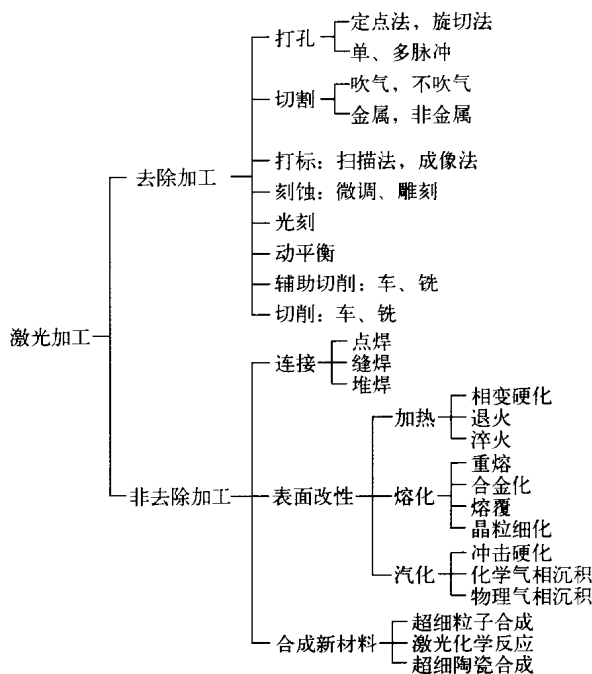 激光加工
去除加工
打孔
定点法，旋切法
单、多脉冲
切割
吹气，不吹气
金属，非金属
打标：扫描法，成像法
刻蚀：微调、雕刻
光刻
动平衡
辅助切削：车、铣
切削：车、铣
非去除加工
连接
点焊
缝焊
堆焊
表面改性
加热
相变硬化
退火
淬火
熔化
重熔
合金化
熔覆
晶粒细化
汽化
冲击硬化
化学气相沉积
物理气相沉积
合成新材料
超细粒子合成
激光化学反应
超细陶瓷合成